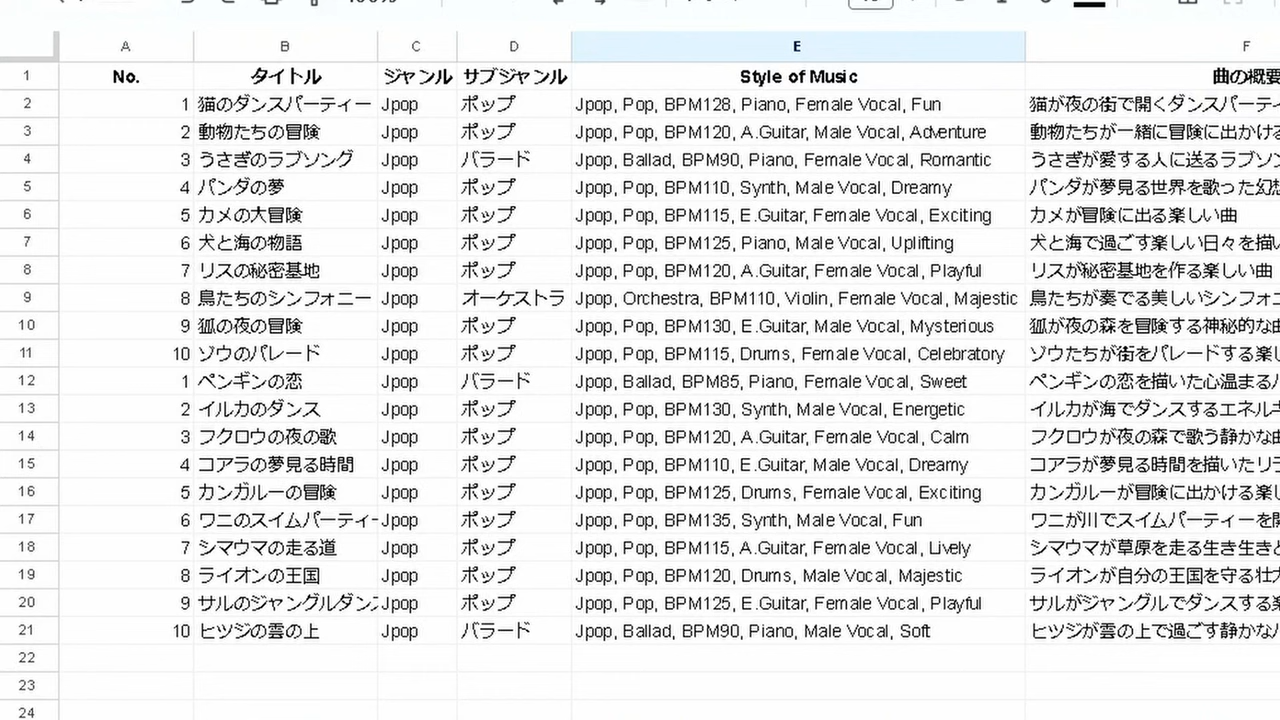 A B C D E F
1 No. タイトル ジャンル サブジャンル Style of Music 曲の概要
2 1 猫のダンスパーティー Jpop ポップ Jpop, Pop, BPM128, Piano, Female Vocal, Fun 猫が夜の街で開くダンスパーティ
3 2 動物たちの冒険 Jpop ポップ Jpop, Pop, BPM120, A.Guitar, Male Vocal, Adventure 動物たちが一緒に冒険に出かける
4 3 うさぎのラブソング Jpop バラード Jpop, Ballad, BPM90, Piano, Female Vocal, Romantic うさぎが愛する人に送るラブソン
5 4 パンダの夢 Jpop ポップ Jpop, Pop, BPM110, Synth, Male Vocal, Dreamy パンダが夢見る世界を歌った幻想
6 5 カメの大冒険 Jpop ポップ Jpop, Pop, BPM115, E.Guitar, Female Vocal, Exciting カメが冒険に出る楽しい曲
7 6 犬と海の物語 Jpop ポップ Jpop, Pop, BPM125, Piano, Male Vocal, Uplifting 犬と海で過ごす楽しい日々を描い
8 7 リスの秘密基地 Jpop ポップ Jpop, Pop, BPM120, A.Guitar, Female Vocal, Playful リスが秘密基地を作る楽しい曲
9 8 鳥たちのシンフォニー Jpop オーケストラ Jpop, Orchestra, BPM110, Violin, Female Vocal, Majestic 鳥たちが奏でる美しいシンフォニ
10 9 狐の夜の冒険 Jpop ポップ Jpop, Pop, BPM130, E.Guitar, Male Vocal, Mysterious 狐が夜の森を冒険する神秘的な曲
11 10 ゾウのパレード Jpop ポップ Jpop, Pop, BPM115, Drums, Female Vocal, Celebratory ゾウたちが街をパレードする楽し
12 1 ペンギンの恋 Jpop バラード Jpop, Ballad, BPM85, Piano, Female Vocal, Sweet ペンギンの恋を描いた心温まるバ
13 2 イルカのダンス Jpop ポップ Jpop, Pop, BPM130, Synth, Male Vocal, Energetic イルカが海でダンスするエネルギ
14 3 フクロウの夜の歌 Jpop ポップ Jpop, Pop, BPM120, A.Guitar, Female Vocal, Calm フクロウが夜の森で歌う静かな曲
15 4 コアラの夢見る時間 Jpop ポップ Jpop, Pop, BPM110, E.Guitar, Male Vocal, Dreamy コアラが夢見る時間を描いたリラ
16 5 カンガルーの冒険 Jpop ポップ Jpop, Pop, BPM125, Drums, Female Vocal, Exciting カンガルーが冒険に出かける楽し
17 6 ワニのスイムパーティー Jpop ポップ Jpop, Pop, BPM135, Synth, Male Vocal, Fun ワニが川でスイムパーティーを開
18 7 シマウマの走る道 Jpop ポップ Jpop, Pop, BPM115, A.Guitar, Female Vocal, Lively シマウマが草原を走る生き生きと
19 8 ライオンの王国 Jpop ポップ Jpop, Pop, BPM120, Drums, Male Vocal, Majestic ライオンが自分の王国を守る壮大
20 9 サルのジャングルダンス Jpop ポップ Jpop, Pop, BPM125, E.Guitar, Female Vocal, Playful サルがジャングルでダンスする楽
21 10 ヒツジの雲の上 Jpop バラード Jpop, Ballad, BPM90, Piano, Male Vocal, Soft ヒツジが雲の上で過ごす静かなバ
22
23
24